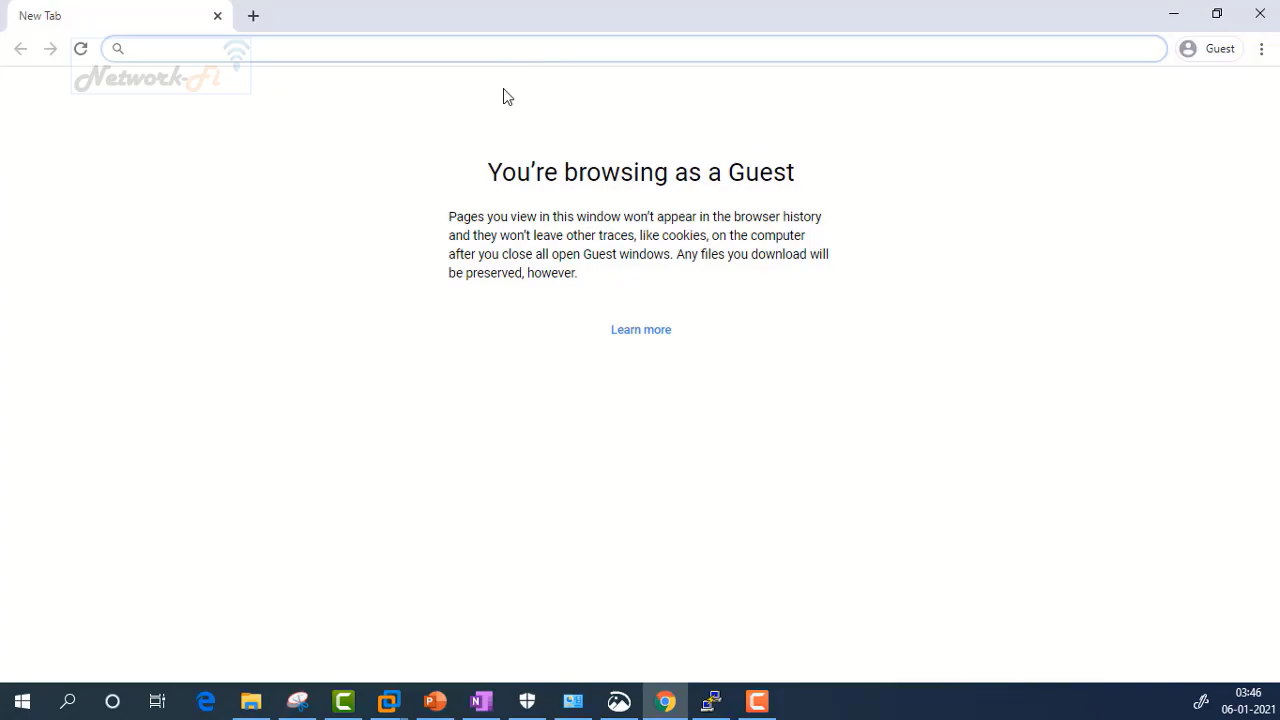 New Tab
Guest
Network-Fi
You’re browsing as a Guest
Pages you view in this window won’t appear in the browser history
and they won’t leave other traces, like cookies, on the computer
after you close all open Guest windows. Any files you download will
be preserved, however.
Learn more
03:46
06-01-2021